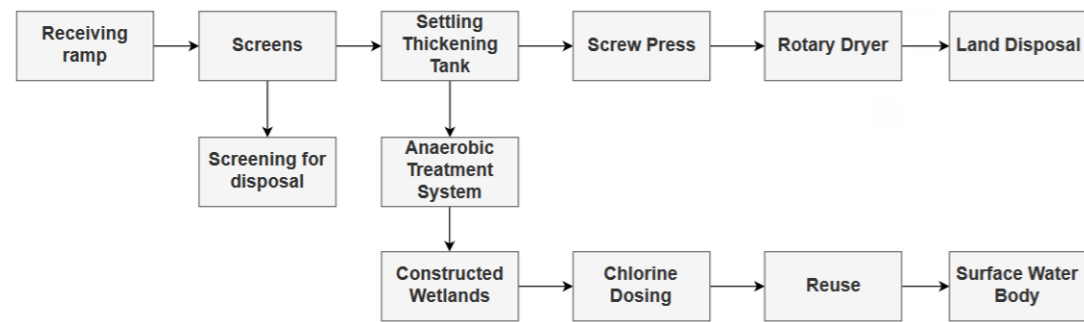 Receiving
ramp
Screens
Settling
Thickening
Tank
Screw Press
Rotary Dryer
Land Disposal
Screening for
disposal
Anaerobic
Treatment
System
Constructed
Wetlands
Chlorine
Dosing
Reuse
Surface Water
Body